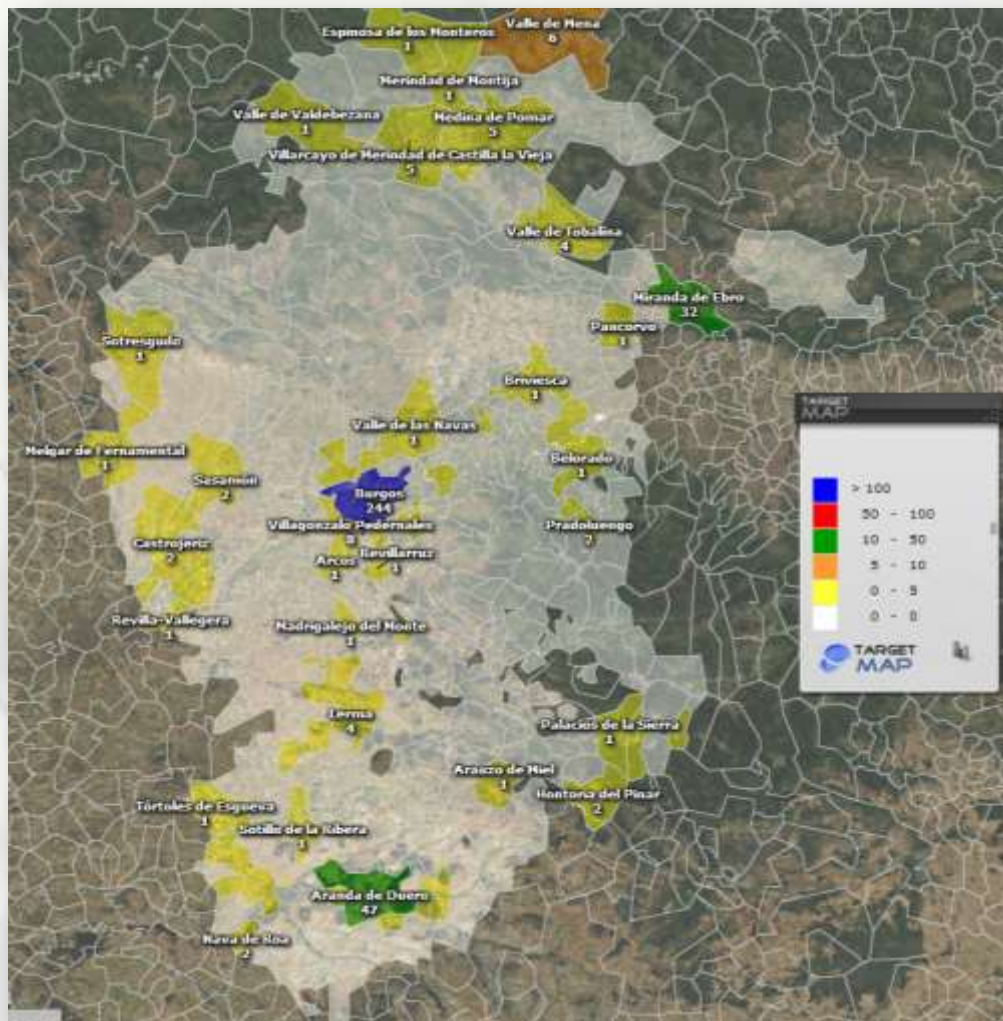 Valle de Mena
6
Espinosa de los Monteros
1
Merindad de Montija
1
Valle de Valdebezana
1
Medina de Pomar
5
Villarcayo de Merindad de Castilla la Vieja
5
Valle de Tobalina
4
Miranda de Ebro
32
Pancorvo
1
Sotresgudo
1
Briviesca
1
Valle de las Navas
1
Melgar de Fernamental
1
Sasamón
2
Belorado
1
Burgos
244
Villagonzalo Pedernales
8
Pradoluengo
Castrojeriz
2
Arcos
1
Revillarruz
1
Revilla-Vallegera
1
Madrigalejo del Monte
1
Lerma
4
Palacios de la Sierra
1
Arauzo de Miel
1
Hontoria del Pinar
2
Tórtoles de Esgueva
1
Sotillo de la Ribera
1
Aranda de Duero
47
Nava de Roa
2
TARGET
MAP
> 100
50 - 100
10 - 50
5 - 10
0 - 5
0 - 0
TARGET
MAP